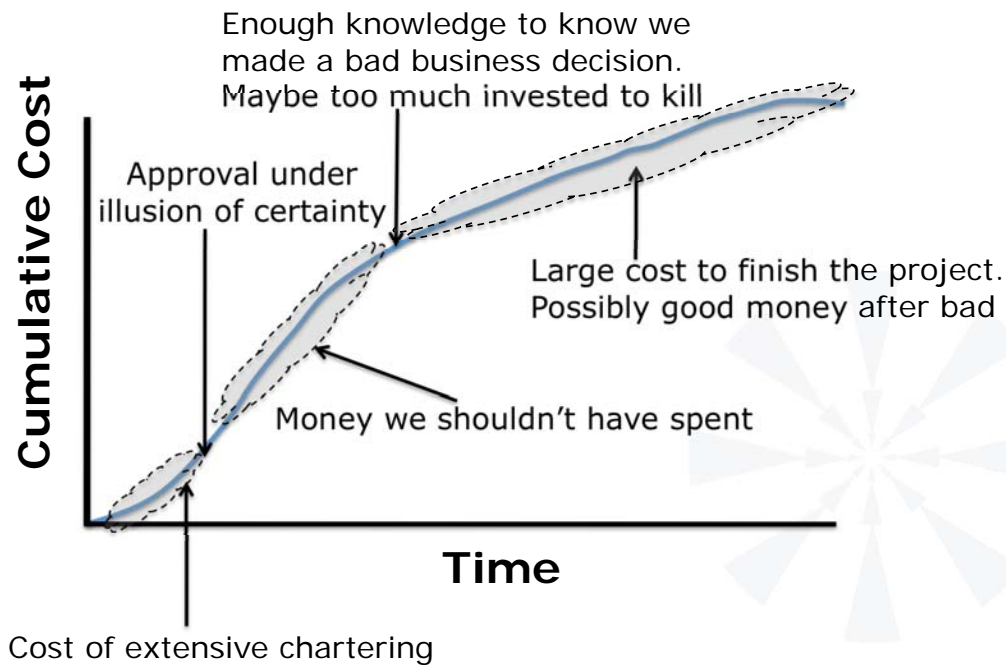 Enough knowledge to know we
made a bad business decision.
Maybe too much invested to kill
Cumulative Cost
Approval under
illusion of certainty
Large cost to finish the project.
Possibly good money after bad
Money we shouldn't have spent
Time
Cost of extensive chartering